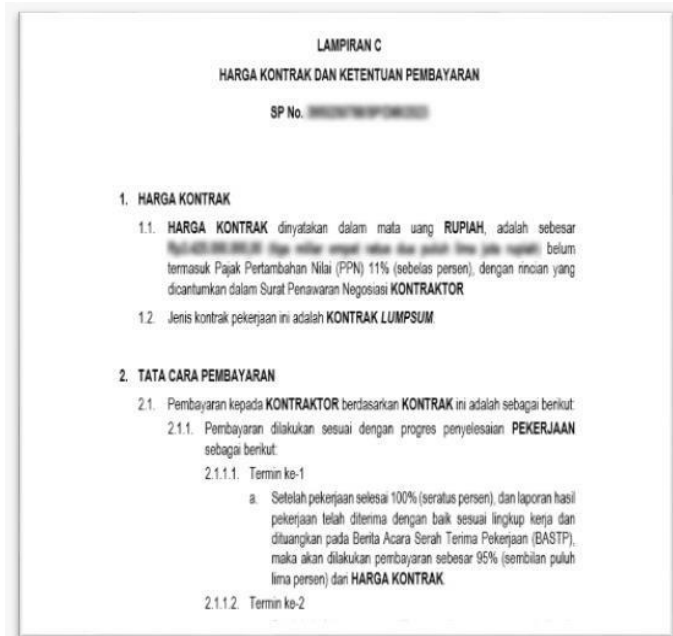 LAMPIRAN C
HARGA KONTRAK DAN KETENTUAN PEMBAYARAN
SP No.
1. HARGA KONTRAK
1.1. HARGA KONTRAK dinyatakan dalam mata uang RUPIAH, adalah sebesar
belum
termasuk Pajak Pertambahan Nilai (PPN) 11% (sebelas persen), dengan rincian yang
dicantumkan dalam Surat Penawaran Negosiasi KONTRAKTOR
1.2. Jenis kontrak pekerjaan ini adalah KONTRAK LUMPSUM.
2. TATA CARA PEMBAYARAN
2.1. Pembayaran kepada KONTRAKTOR berdasarkan KONTRAK ini adalah sebagai berikut:
2.1.1. Pembayaran dilakukan sesuai dengan progres penyelesaian PEKERJAAN
sebagai berikut:
2.1.1.1. Termin ke-1
a. Setelah pekerjaan selesai 100% (seratus persen), dan laporan hasil
pekerjaan telah diterima dengan baik sesuai lingkup kerja dan
dituangkan pada Berita Acara Serah Terima Pekerjaan (BASTP),
maka akan dilakukan pembayaran sebesar 95% (sembilan puluh
lima persen) dari HARGA KONTRAK.
2.1.1.2. Termin ke-2